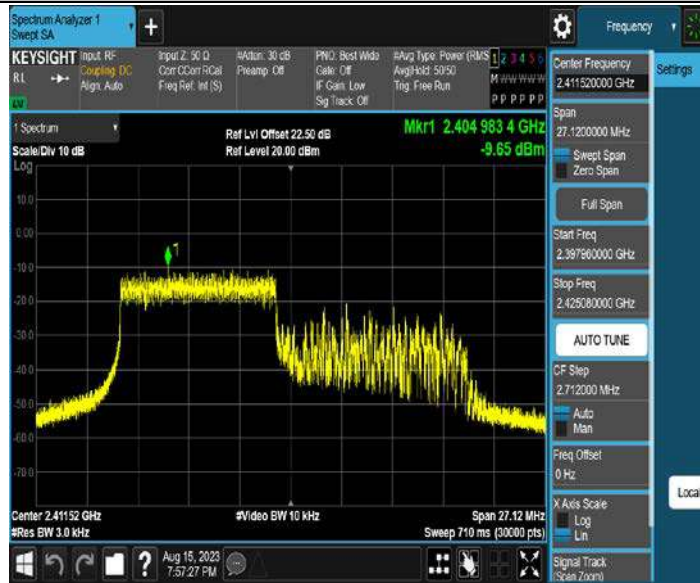 Spectrum Analyzer 1
Swept SA
Frequency
KEYSIGHT
RL
LV
Input: RF
Coupling: DC
Align: Auto
Input Z: 50 Ω
Corr CCorr RCal
Freq Ref: Int (S)
#Atten: 30 dB
Preamp: Off
PNO: Best Wide
Gate: Off
IF Gain: Low
Sig Track: Off
#Avg Type: Power (RMS
Avg|Hold: 50/50
Trig: Free Run
1 2 3 4 5 6
M W W W W W
P P P P P P
1 Spectrum
Scale/Div 10 dB
Log
Ref Lvl Offset 22.50 dB
Ref Level 20.00 dBm
Mkr1 2.404 983 4 GHz
-9.65 dBm
1
10.0
0.00
-10.0
-20.0
-30.0
-40.0
-50.0
-60.0
-70.0
Center 2.41152 GHz
#Res BW 3.0 kHz
#Video BW 10 kHz
Span 27.12 MHz
Sweep 710 ms (30000 pts)
Aug 15, 2023
7:57:27 PM
Center Frequency
2.411520000 GHz
Span
27.1200000 MHz
Swept Span
Zero Span
Full Span
Start Freq
2.397960000 GHz
Stop Freq
2.425080000 GHz
AUTO TUNE
CF Step
2.712000 MHz
Auto
Man
Freq Offset
0 Hz
X Axis Scale
Log
Lin
Signal Track
(Span Zoom)
Settings
Local